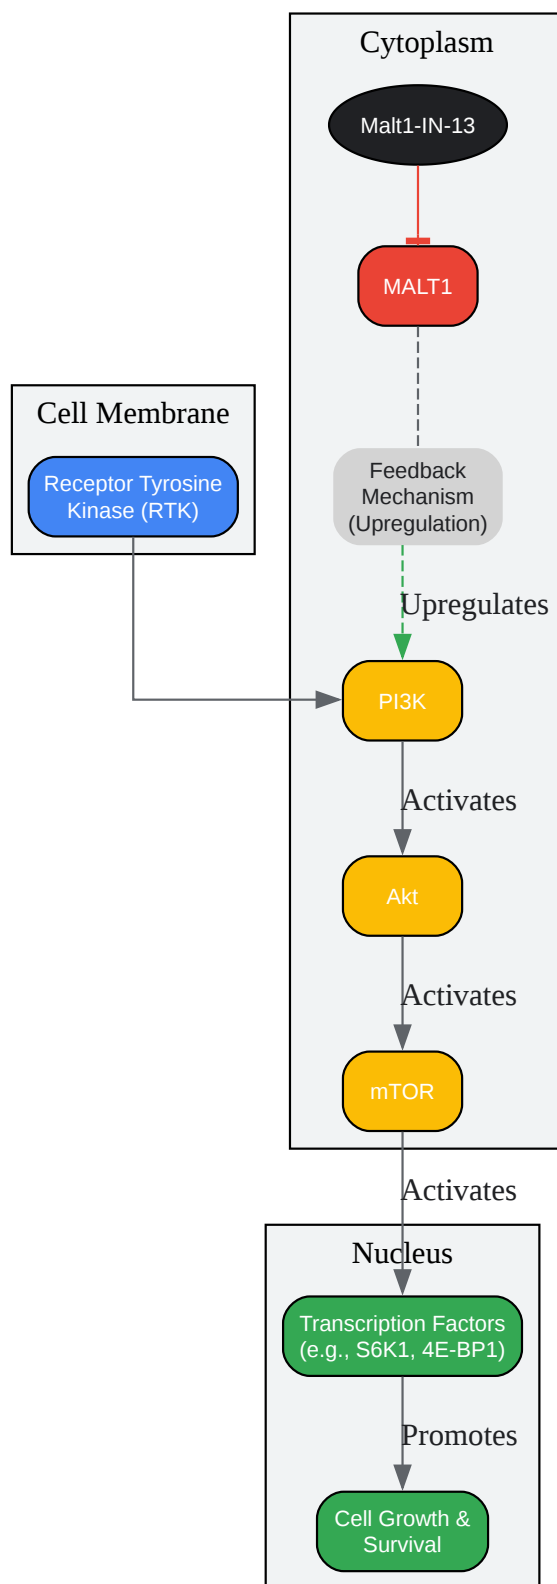 Cytoplasm
Malt1-IN-13
MALT1
Cell Membrane
Receptor Tyrosine
Kinase (RTK)
Feedback
Mechanism
(Upregulation)
Upregulates
PI3K
Activates
Akt
Activates
mTOR
Activates
Nucleus
Transcription Factors
(e.g., S6K1, 4E-BP1)
Promotes
Cell Growth &
Survival